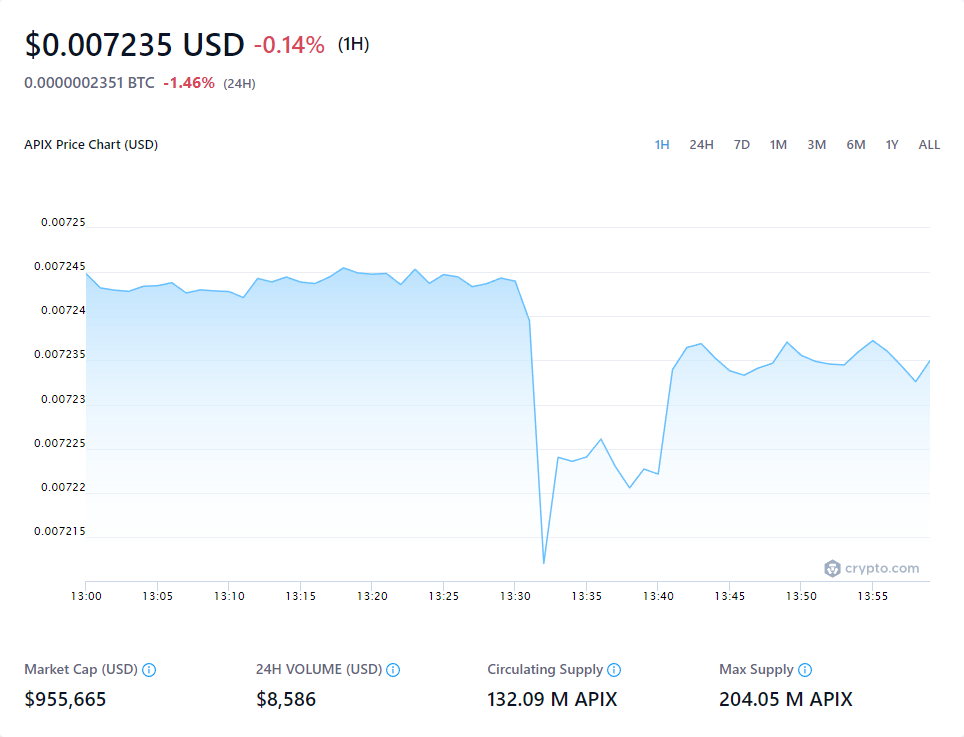 $0.007235 USD -0.14% (1H)
0.0000002351 BTC -1.46% (24H)
APIX Price Chart (USD) 1H 24H 7D 1M 3M 6M 1Y ALL
0.00725
0.007245
0.00724
0.007235
0.00723
0.007225
0.00722
0.007215
crypto.com
13:00 13:05 13:10 13:15 13:20 13:25 13:30 13:35 13:40 13:45 13:50 13:55
Market Cap (USD) 24H VOLUME (USD) Circulating Supply Max Supply
$955,665 $8,586 132.09 M APIX 204.05 M APIX